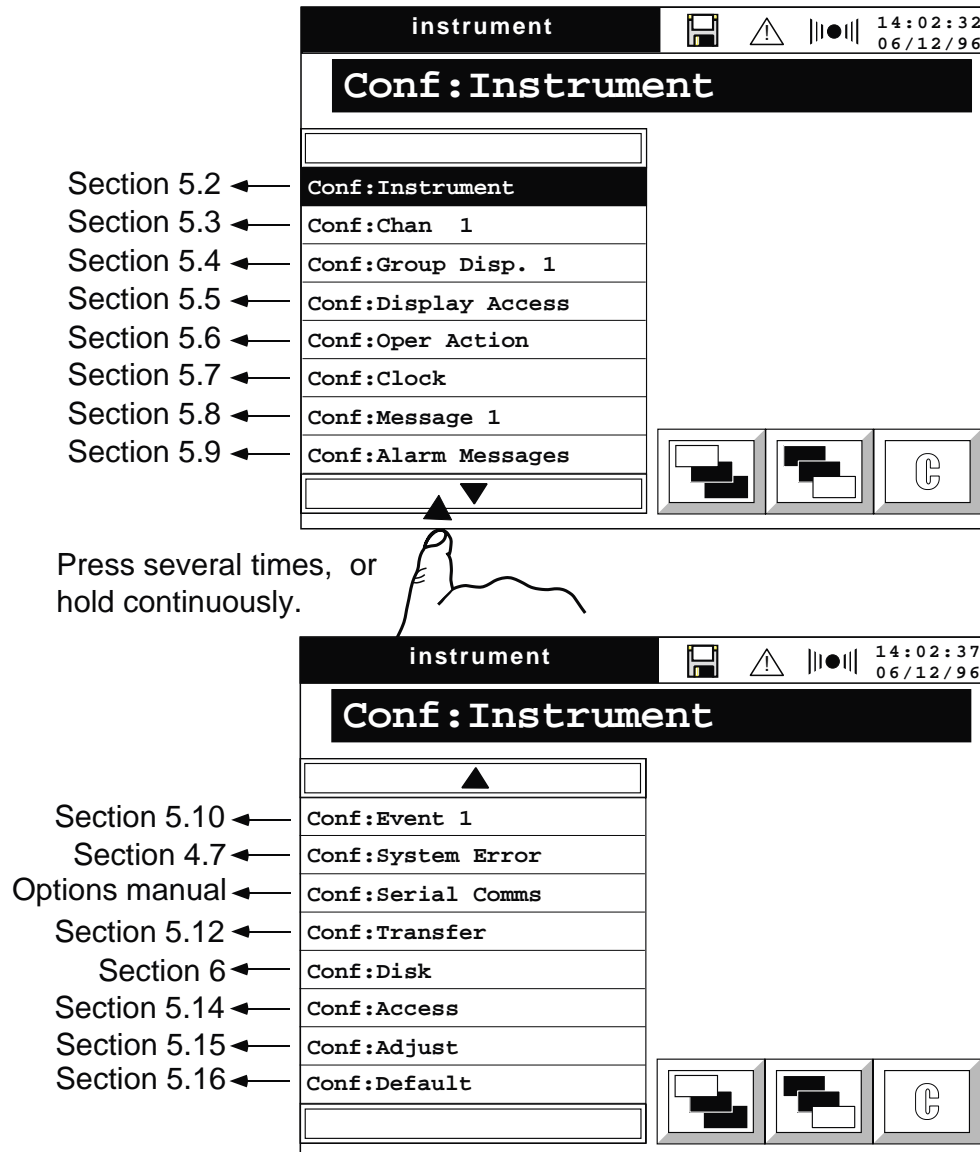 instrument
14:02:32
06/12/96
Conf:Instrument
Section 5.2 Conf:Instrument
Section 5.3 Conf:Chan 1
Section 5.4 Conf:Group Disp. 1
Section 5.5 Conf:Display Access
Section 5.6 Conf:Oper Action
Section 5.7 Conf:Clock
Section 5.8 Conf:Message 1
Section 5.9 Conf:Alarm Messages
C
Press several times, or
hold continuously.
instrument
14:02:37
06/12/96
Conf:Instrument
Section 5.10 Conf:Event 1
Section 4.7 Conf:System Error
Options manual Conf:Serial Comms
Section 5.12 Conf:Transfer
Section 6 Conf:Disk
Section 5.14 Conf:Access
Section 5.15 Conf:Adjust
Section 5.16 Conf:Default
C